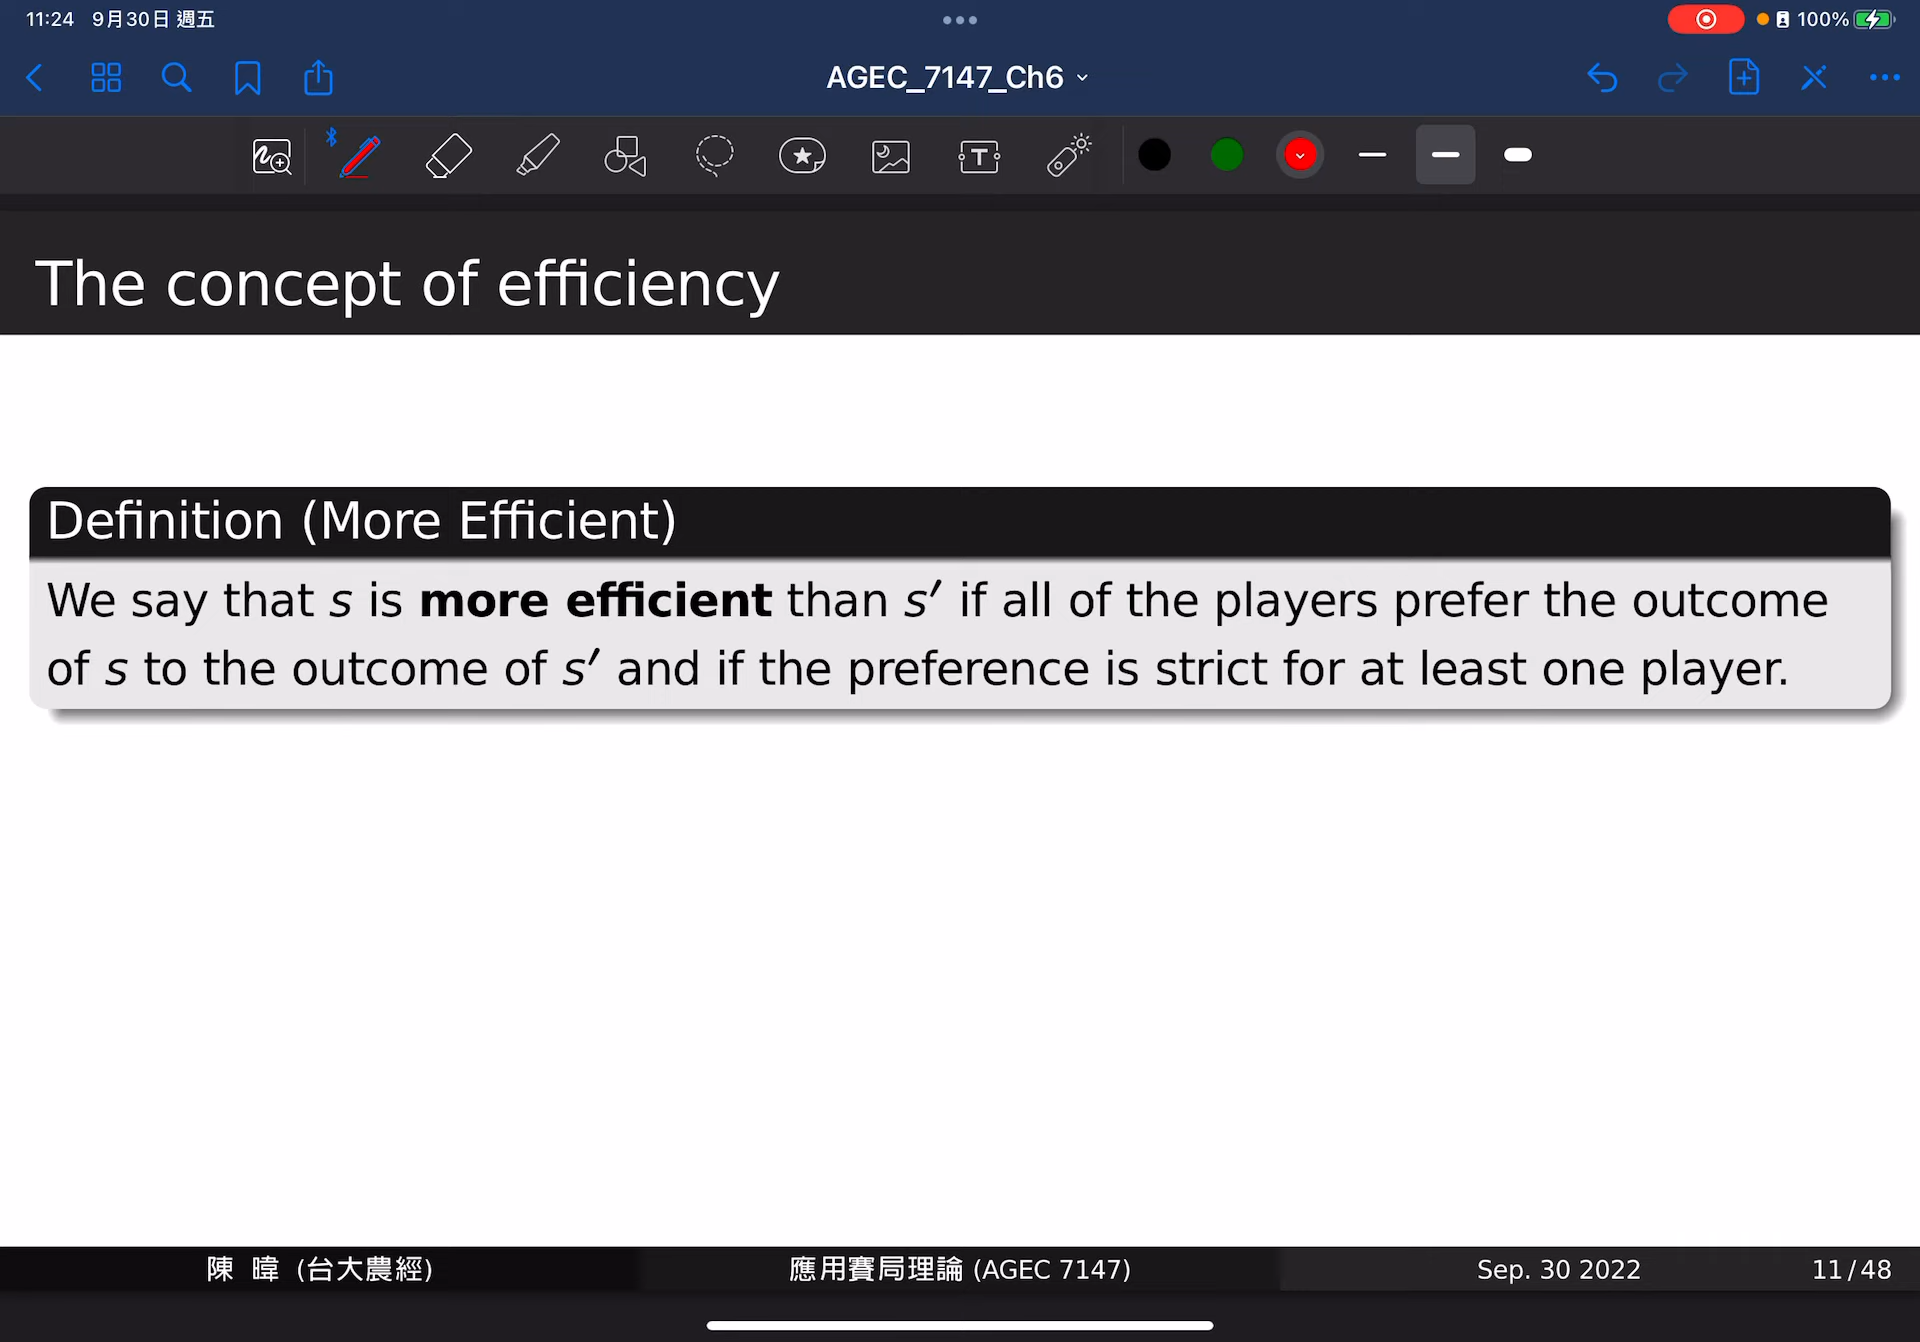 11:24 9月30日 週五
100%
AGEC_7147_Ch6
T
The concept of efficiency
Definition (More Efficient)
We say that s is more efficient than s′ if all of the players prefer the outcome
of s to the outcome of s′ and if the preference is strict for at least one player.
陳 暐 (台大農經) 應用賽局理論 (AGEC 7147) Sep. 30 2022 11/48